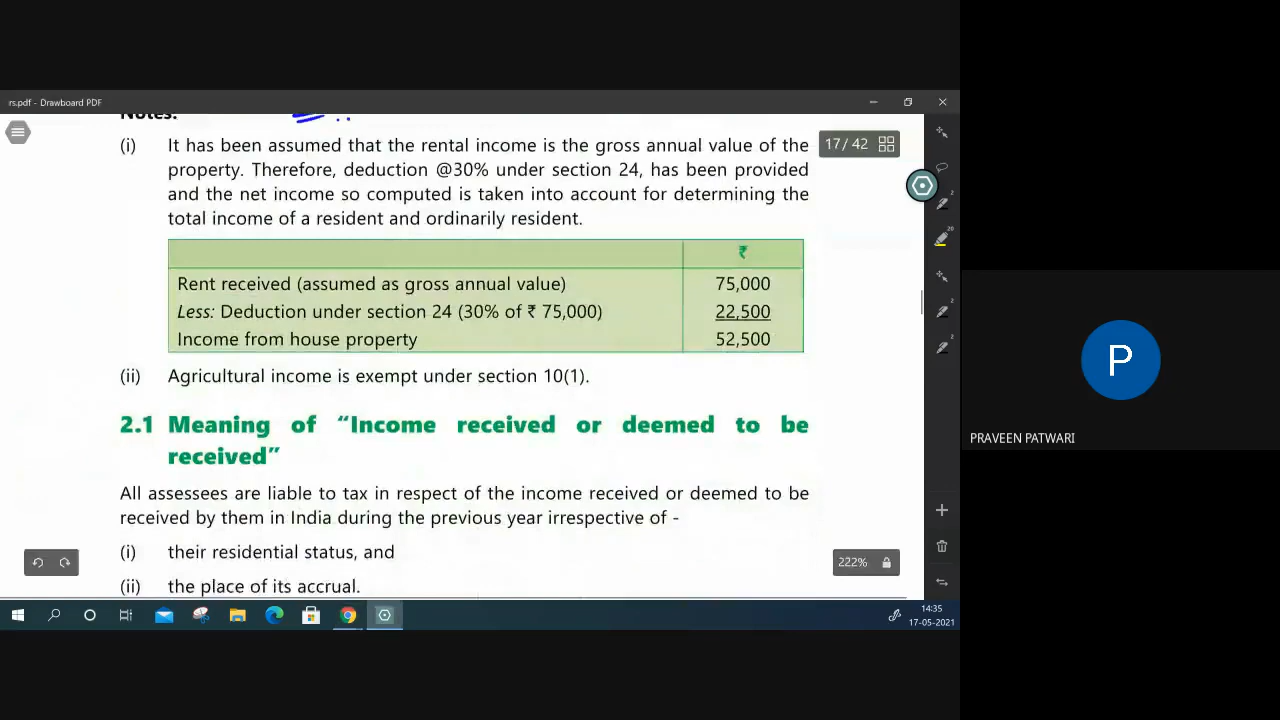 rs.pdf - Drawboard PDF
Notes:
(i) It has been assumed that the rental income is the gross annual value of the
property. Therefore, deduction @30% under section 24, has been provided
and the net income so computed is taken into account for determining the
total income of a resident and ordinarily resident.
17 / 42
₹
Rent received (assumed as gross annual value) 75,000
Less: Deduction under section 24 (30% of ₹ 75,000) 22,500
Income from house property 52,500
(ii) Agricultural income is exempt under section 10(1).
2.1 Meaning of “Income received or deemed to be
received”
All assessees are liable to tax in respect of the income received or deemed to be
received by them in India during the previous year irrespective of -
(i) their residential status, and
(ii) the place of its accrual.
222%
2
20
2
2
14:35
17-05-2021
P
PRAVEEN PATWARI